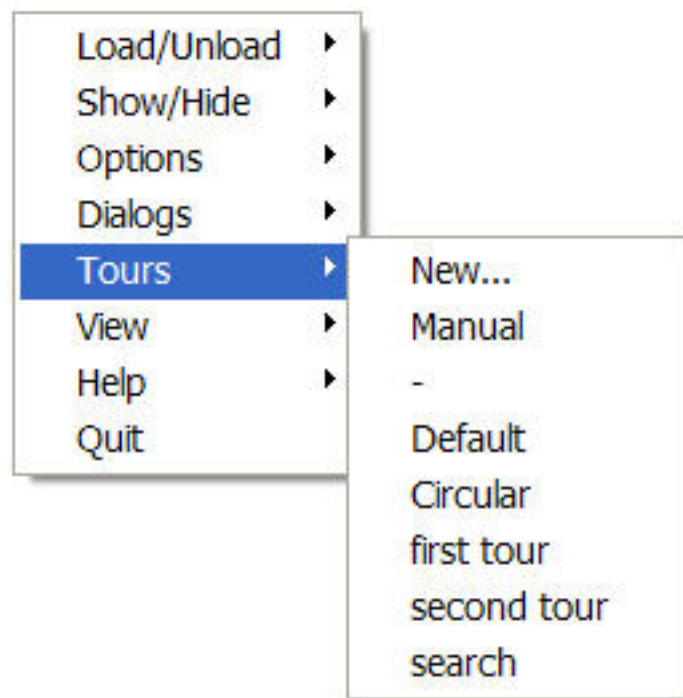 Load/Unload
Show/Hide
Options
Dialogs
Tours
View
Help
Quit
New...
Manual
-
Default
Circular
first tour
second tour
search